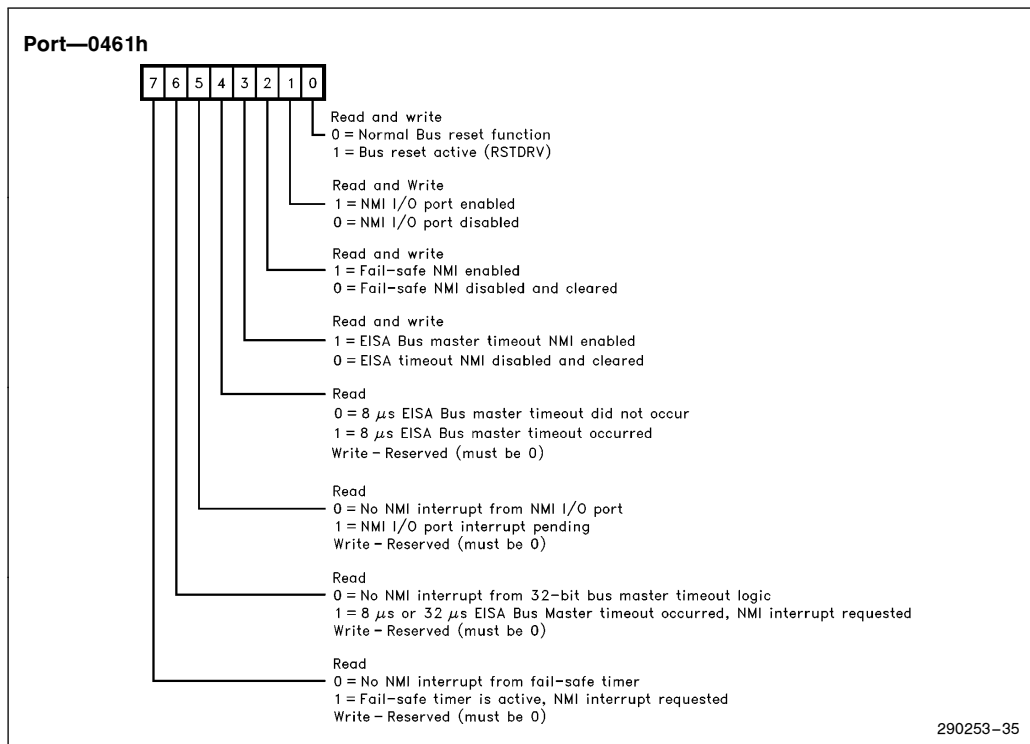 Port—0461h
7 6 5 4 3 2 1 0
Read and write
0 = Normal Bus reset function
1 = Bus reset active (RSTDRV)
Read and Write
1 = NMI I/O port enabled
0 = NMI I/O port disabled
Read and write
1 = Fail-safe NMI enabled
0 = Fail-safe NMI disabled and cleared
Read and write
1 = EISA Bus master timeout NMI enabled
0 = EISA timeout NMI disabled and cleared
Read
0 = 8 μs EISA Bus master timeout did not occur
1 = 8 μs EISA Bus master timeout occurred
Write – Reserved (must be 0)
Read
0 = No NMI interrupt from NMI I/O port
1 = NMI I/O port interrupt pending
Write – Reserved (must be 0)
Read
0 = No NMI interrupt from 32-bit bus master timeout logic
1 = 8 μs or 32 μs EISA Bus Master timeout occurred, NMI interrupt requested
Write – Reserved (must be 0)
Read
0 = No NMI interrupt from fail-safe timer
1 = Fail-safe timer is active, NMI interrupt requested
Write – Reserved (must be 0)
290253–35